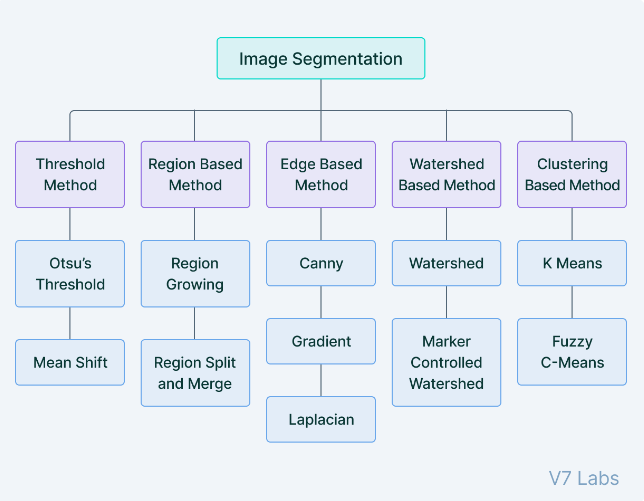 Image Segmentation
Threshold
Method
Region Based
Method
Edge Based
Method
Watershed
Based Method
Clustering
Based Method
Otsu's
Threshold
Region
Growing
Canny
Watershed
K Means
Mean Shift
Region Split
and Merge
Gradient
Marker
Controlled
Watershed
Fuzzy
C-Means
Laplacian
V7 Labs